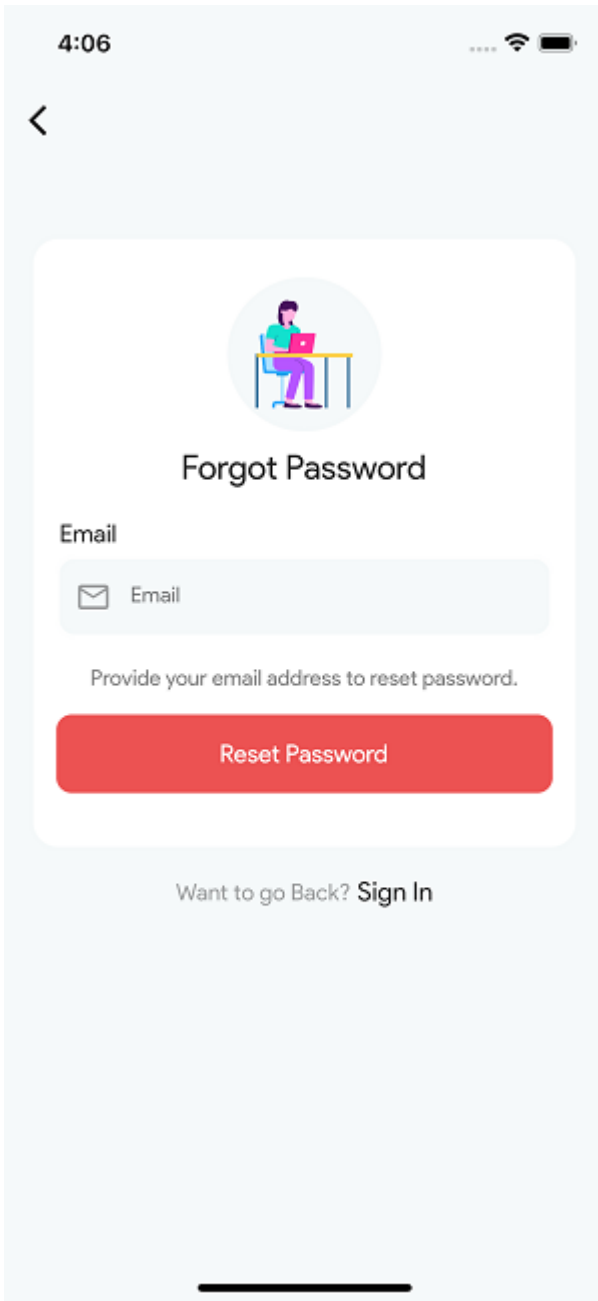 4:06
Forgot Password
Email
Email
Provide your email address to reset password.
Reset Password
Want to go Back? Sign In